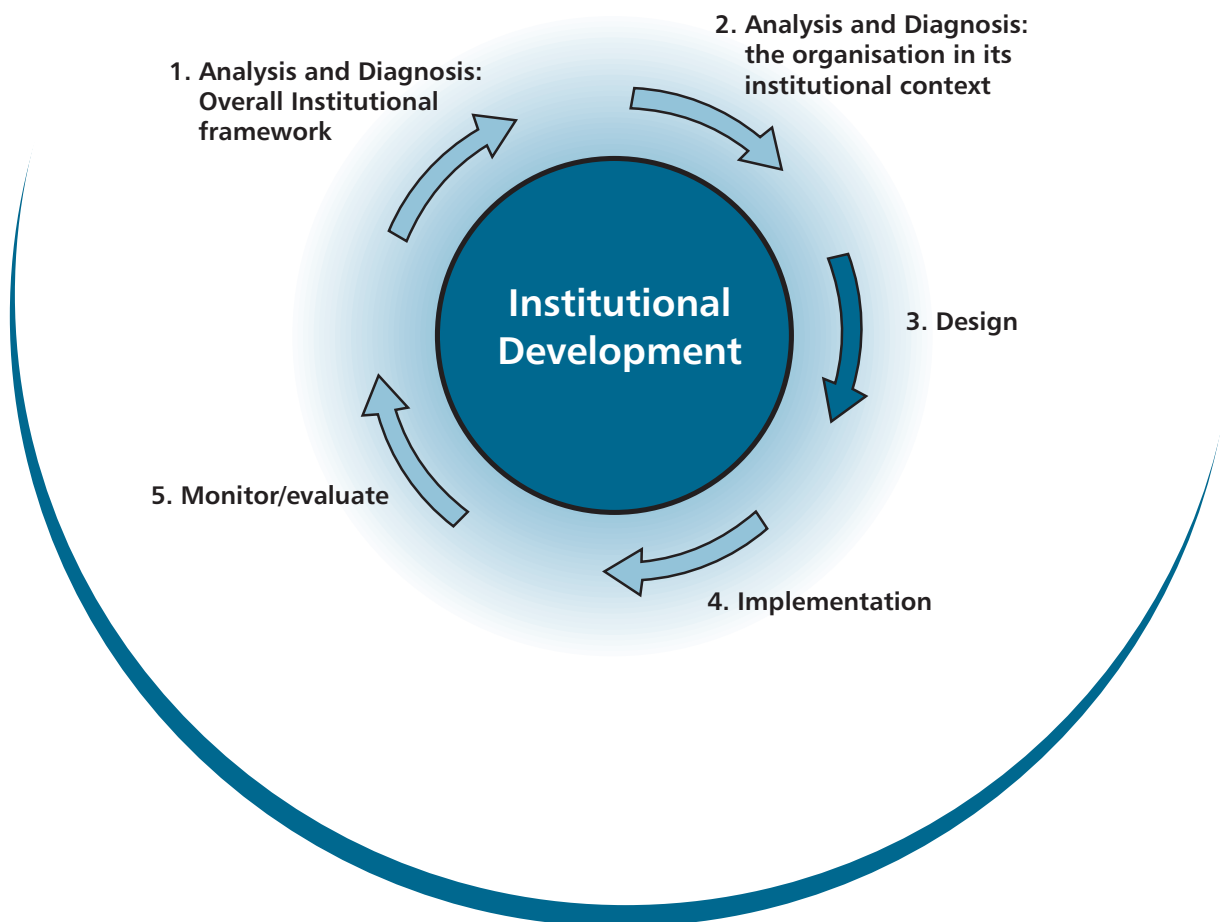 1. Analysis and Diagnosis:
Overall Institutional
framework
2. Analysis and Diagnosis:
the organisation in its
institutional context
Institutional
Development
3. Design
4. Implementation
5. Monitor/evaluate